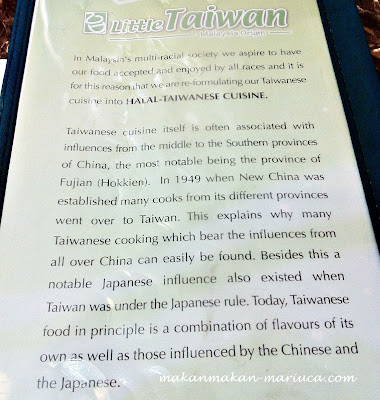 Little Taiwan
Malaysia Origin
In Malaysia's multi-racial society we aspire to have
our food accepted and enjoyed by all races and it is
for this reason that we are re-formulating our Taiwanese
cuisine into HALAL-TAIWANESE CUISINE.
Taiwanese cuisine itself is often associated with
influences from the middle to the Southern provinces
of China, the most notable being the province of
Fujian (Hokkien). In 1949 when New China was
established many cooks from its different provinces
went over to Taiwan. This explains why many
Taiwanese cooking which bear the influences from
all over China can easily be found. Besides this a
notable Japanese influence also existed when
Taiwan was under the Japanese rule. Today, Taiwanese
food in principle is a combination of flavours of its
own as well as those influenced by the Chinese and
the Japanese.
makanmakan-mariuca.com